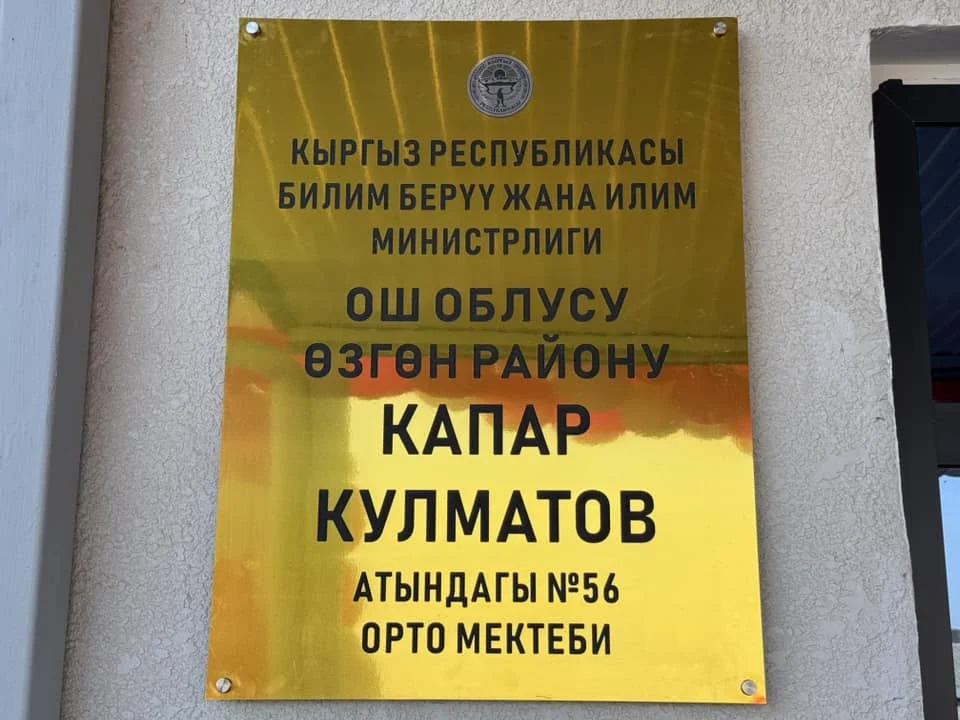 КЫРГЫЗ РЕСПУБЛИКАСЫ
БИЛИМ БЕРҮҮ ЖАНА ИЛИМ
МИНИСТРЛИГИ
ОШ ОБЛУСУ
ӨЗГӨН РАЙОНУ
КАПАР
КУЛМАТОВ
АТЫНДАГЫ №56
ОРТО МЕКТЕБИ